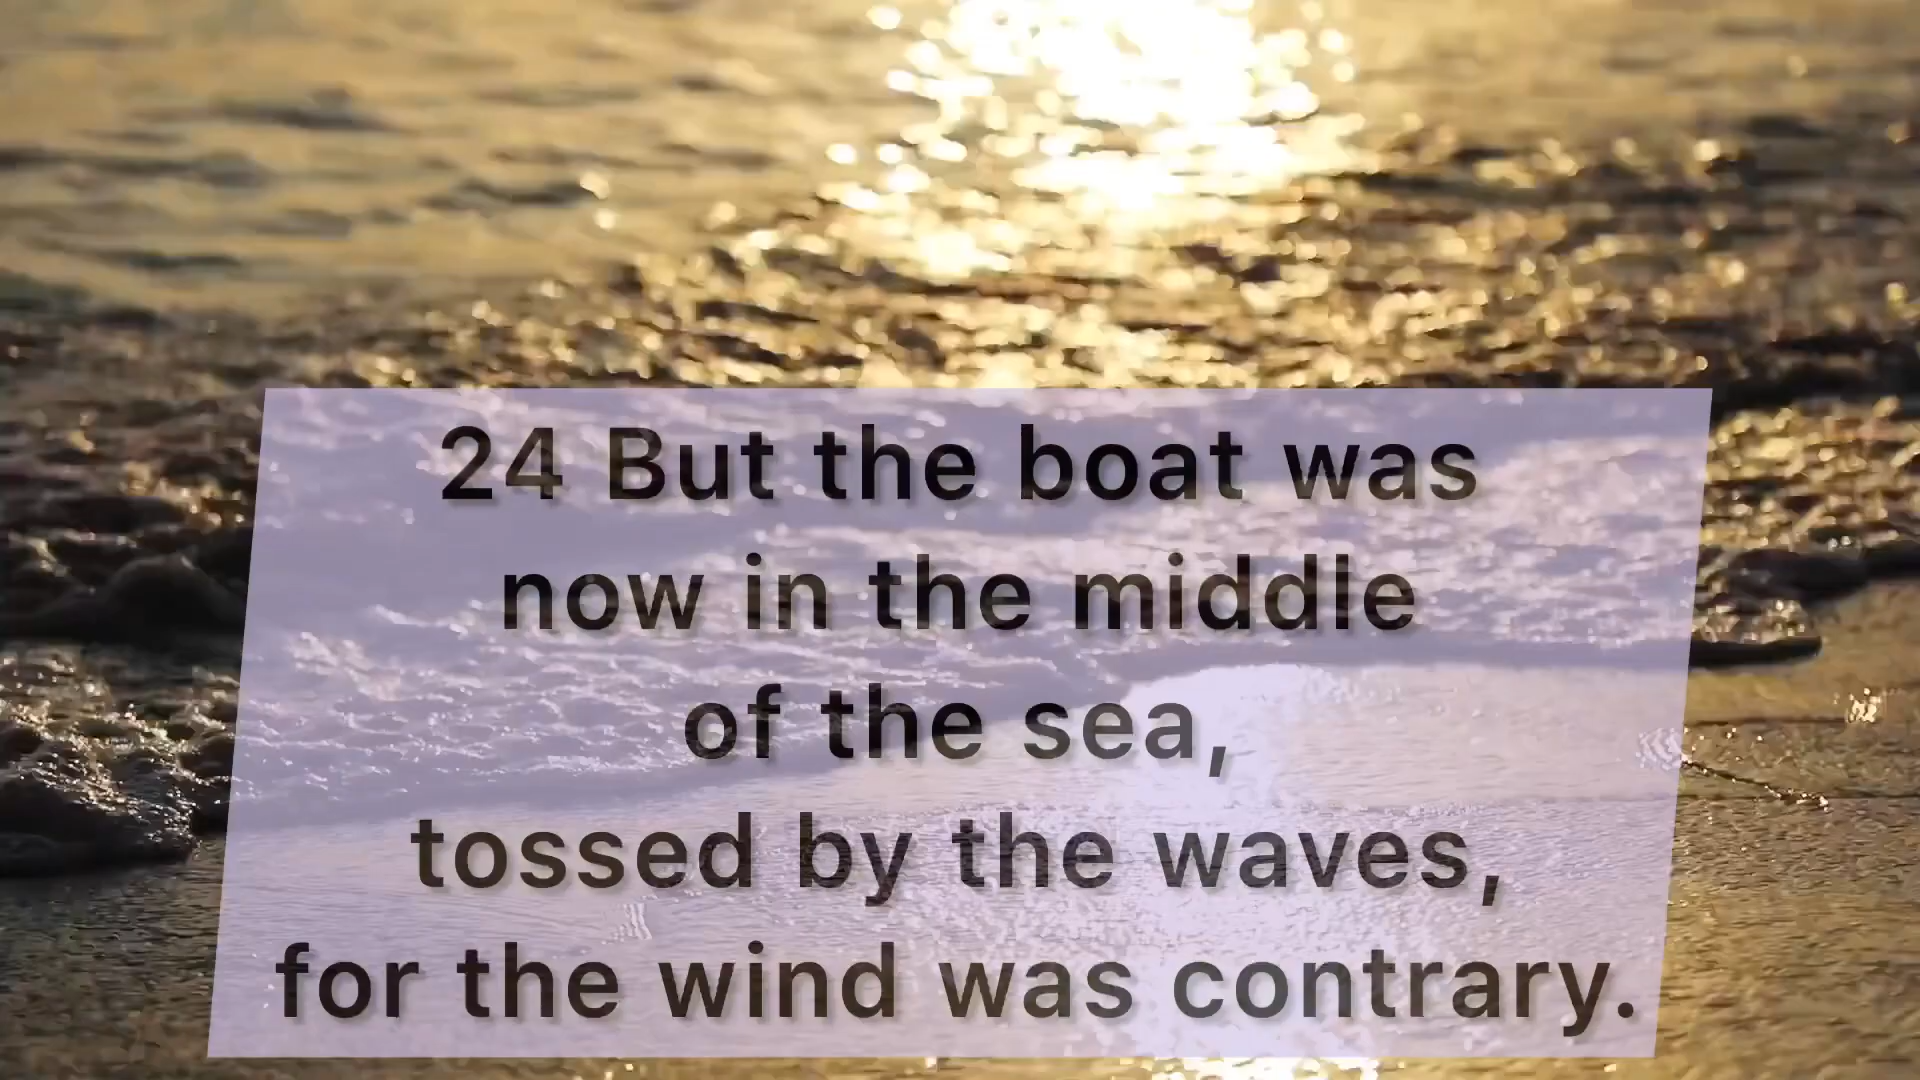 24 But the boat was
now in the middle
of the sea,
tossed by the waves,
for the wind was contrary.